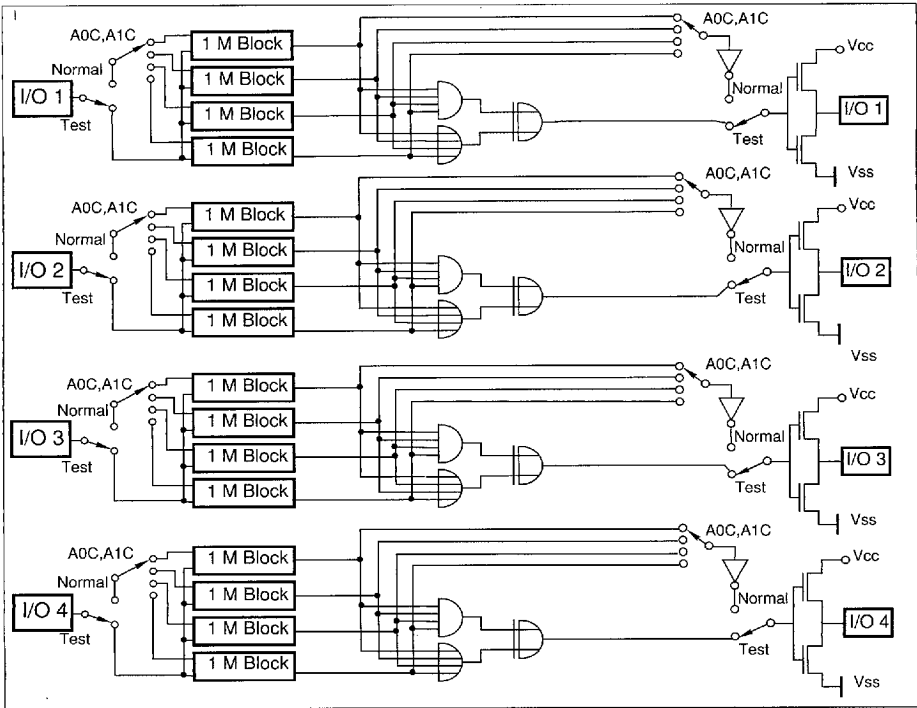 A0C,A1C
1 M Block
A0C,A1C
Vcc
Normal
1 M Block
Normal
I/O 1
1 M Block
I/O 1
Test
Test
1 M Block
Vss
A0C,A1C
1 M Block
A0C,A1C
Vcc
Normal
1 M Block
Normal
I/O 2
1 M Block
I/O 2
Test
Test
1 M Block
Vss
A0C,A1C
1 M Block
A0C,A1C
Vcc
Normal
1 M Block
Normal
I/O 3
1 M Block
I/O 3
Test
Test
1 M Block
Vss
A0C,A1C
1 M Block
A0C,A1C
Vcc
Normal
1 M Block
Normal
I/O 4
1 M Block
I/O 4
Test
Test
1 M Block
Vss